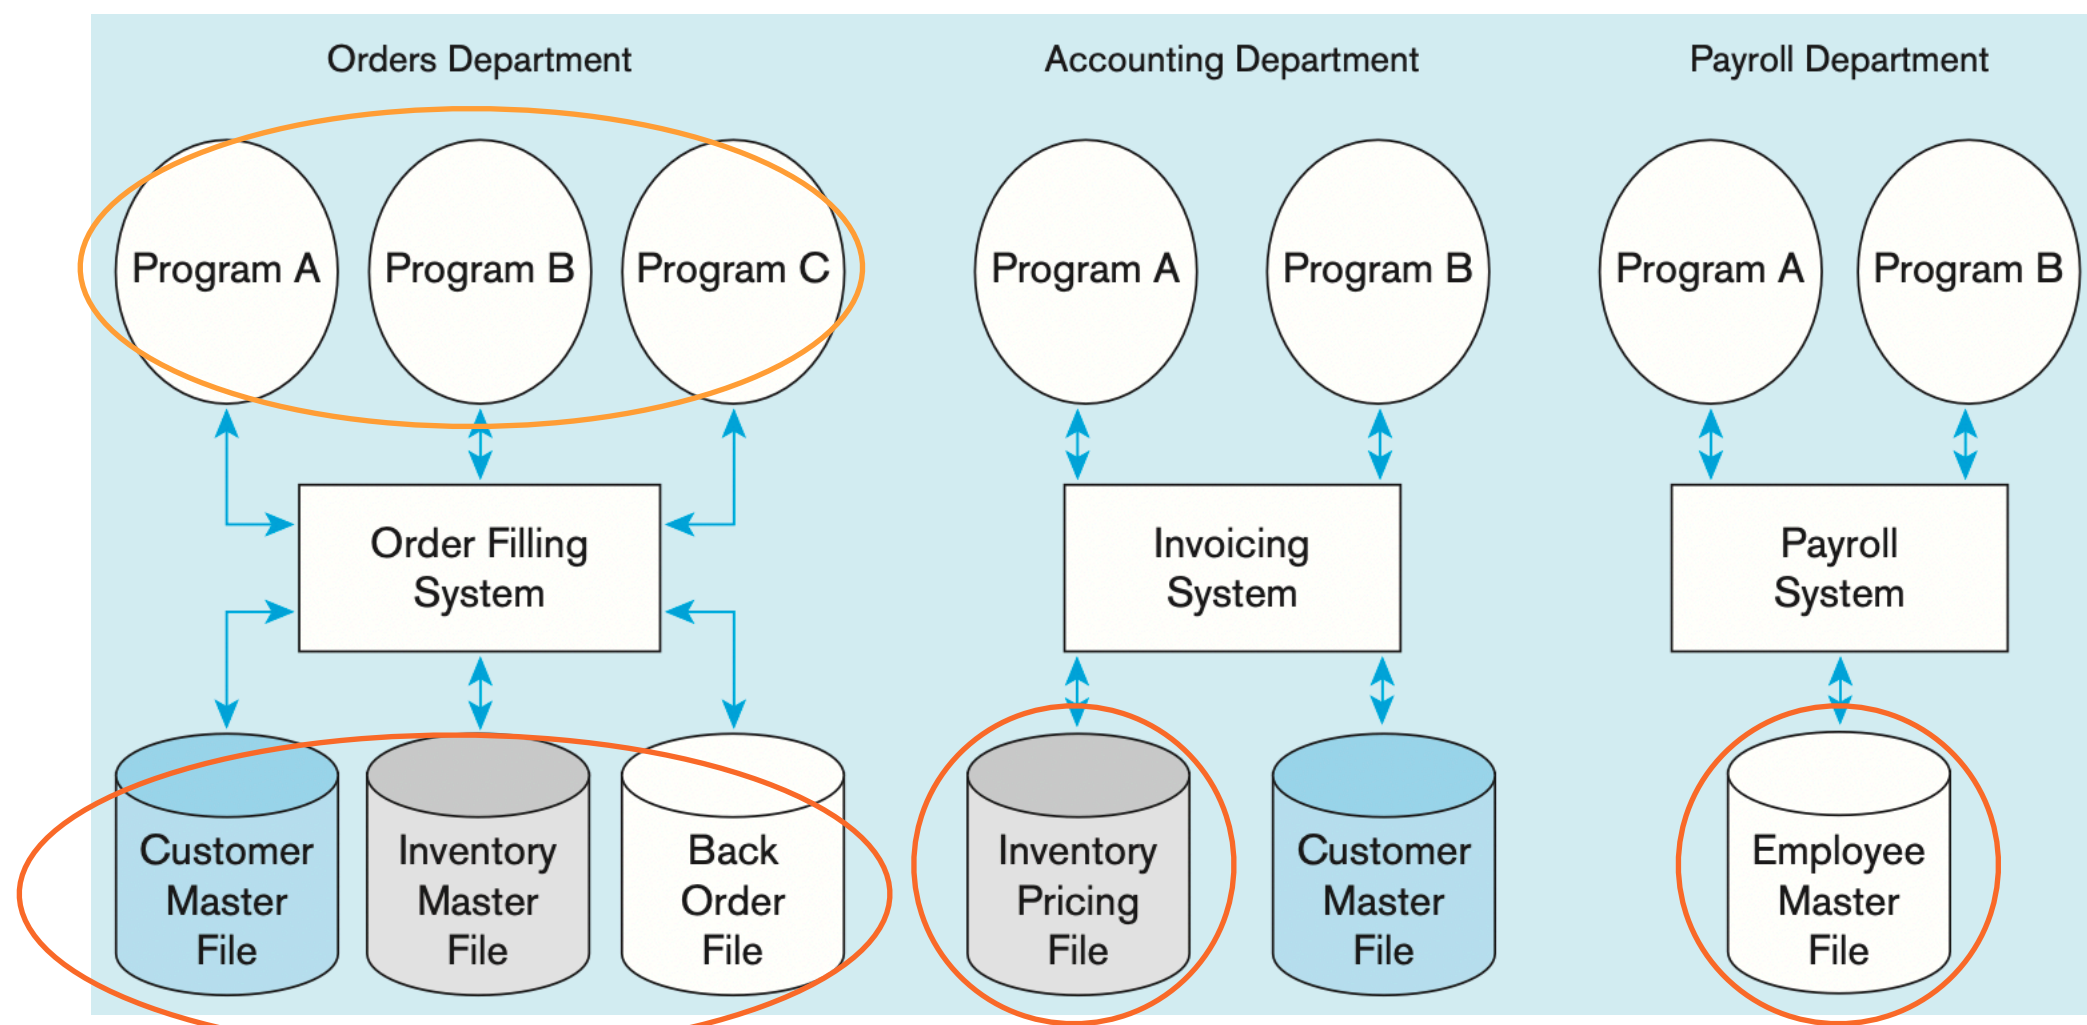 Orders Department
Accounting Department
Payroll Department
Program A
Program B
Program C
Program A
Program B
Program A
Program B
Order Filling
System
Invoicing
System
Payroll
System
Customer
Master
File
Inventory
Master
File
Back
Order
File
Inventory
Pricing
File
Customer
Master
File
Employee
Master
File